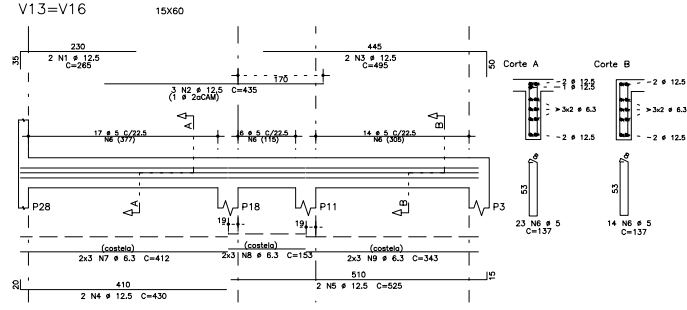 V13=V16 15X60
230 445
35 2 N1 ø 12.5 2 N3 ø 12.5 50
C=265 C=495
Corte A Corte B
170
3 N2 ø 12.5 C=435
(1 ø 2aCAM)
2 ø 12.5 2 ø 12.5
1 ø 12.5
3x2 ø 6.3 3x2 ø 6.3
2 ø 12.5 2 ø 12.5
A B
17 ø 5 C/22.5 6 ø 5 C/22.5 14 ø 5 C/22.5
N6 (377) N6 (115) N6 (305)
8 8
53 53
A B
P28 P18 P11 P3
19 19
23 N6 ø 5 14 N6 ø 5
C=137 C=137
(costela) (costela) (costela)
2x3 N7 ø 6.3 C=412 2x3 N8 ø 6.3 C=153 2x3 N9 ø 6.3 C=343
20 410 510 15
2 N4 ø 12.5 C=430 2 N5 ø 12.5 C=525